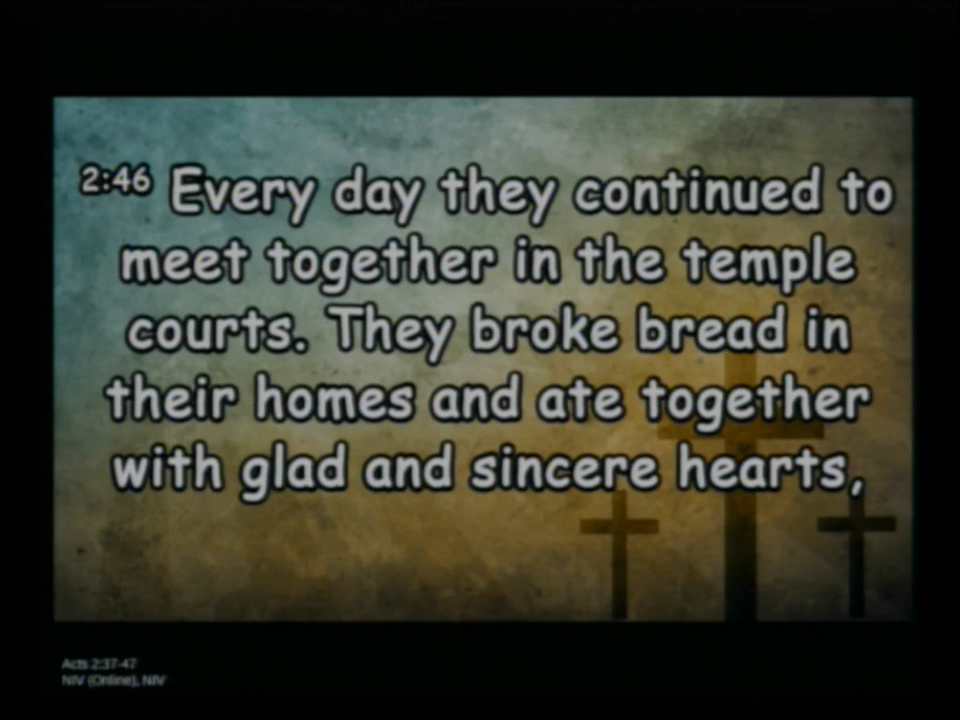 2:46 Every day they continued to
meet together in the temple
courts. They broke bread in
their homes and ate together
with glad and sincere hearts,
Acts 2:37-47
NIV (Online), NIV